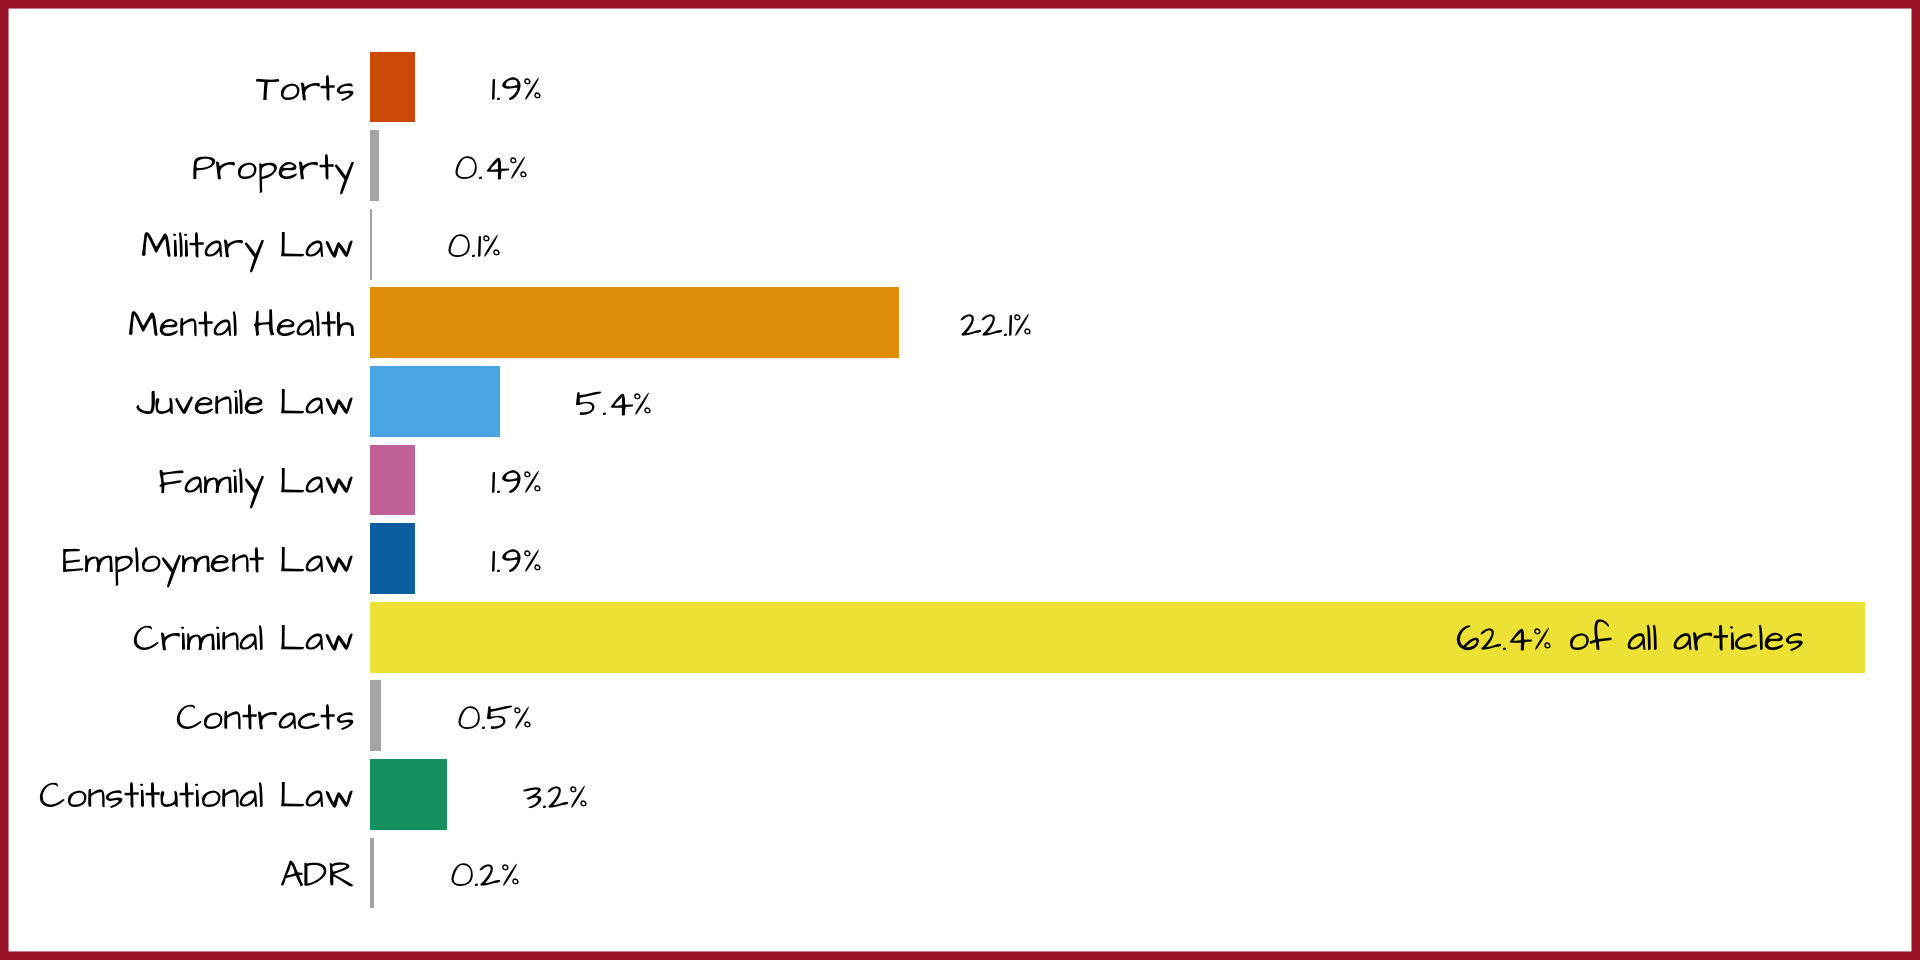 Torts 1.9%
Property 0.4%
Military Law 0.1%
Mental Health 22.1%
Juvenile Law 5.4%
Family Law 1.9%
Employment Law 1.9%
Criminal Law 62.4% of all articles
Contracts 0.5%
Constitutional Law 3.2%
ADR 0.2%